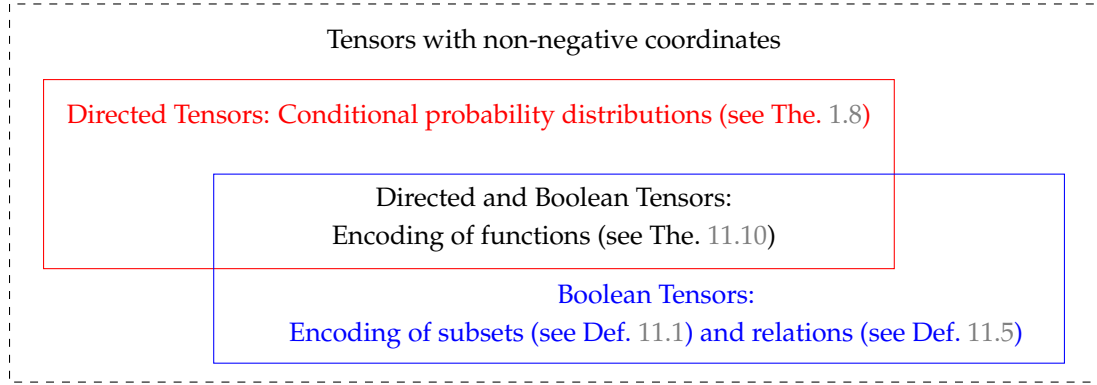 Tensors with non-negative coordinates
Directed Tensors: Conditional probability distributions (see The. 1.8)
Directed and Boolean Tensors:
Encoding of functions (see The. 11.10)
Boolean Tensors:
Encoding of subsets (see Def. 11.1) and relations (see Def. 11.5)